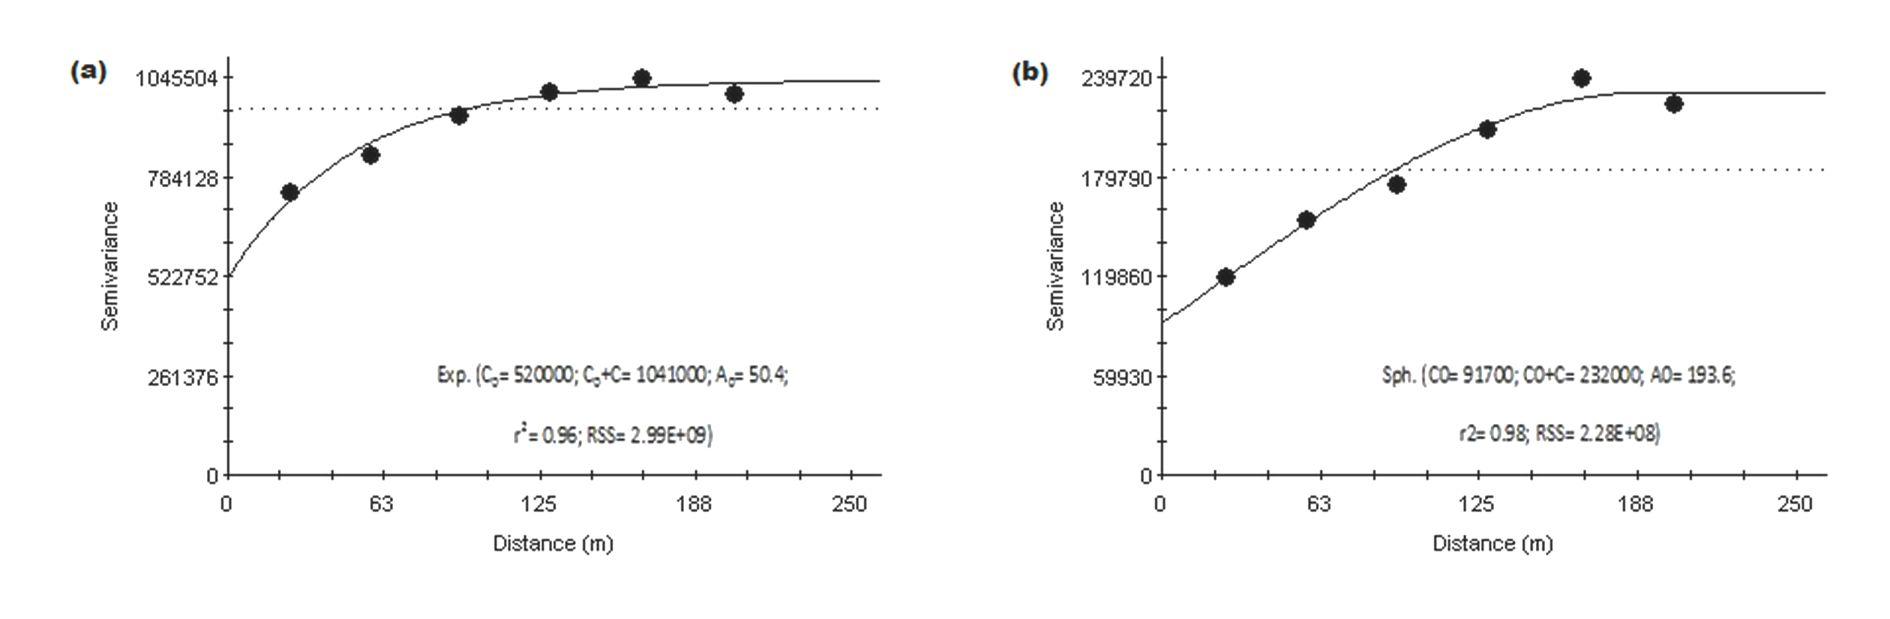 (a)
1045504
784128
522752
261376
0
Semivariance
Exp. (C₀= 520000; C₀+C= 1041000; A₀= 50.4;
r²= 0.96; RSS= 2.99E+09)
0 63 125 188 250
Distance (m)
(b)
239720
179790
119860
59930
0
Semivariance
Sph. (C0= 91700; C0+C= 232000; A0= 193.6;
r2= 0.98; RSS= 2.28E+08)
0 63 125 188 250
Distance (m)